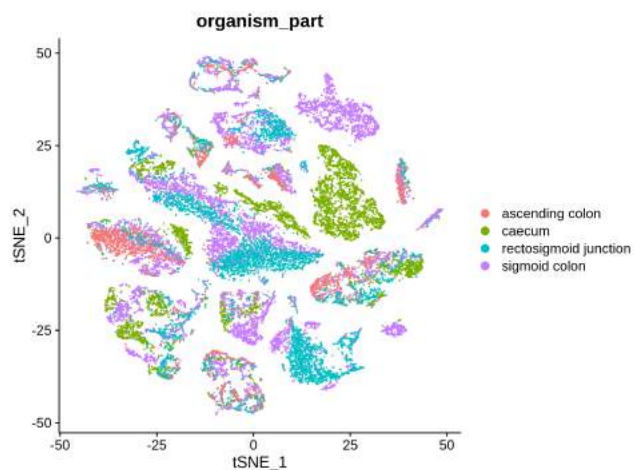 organism_part
50
25
0
-25
-50
tSNE_2
-50
-25
0
25
50
tSNE_1
ascending colon
caecum
rectosigmoid junction
sigmoid colon